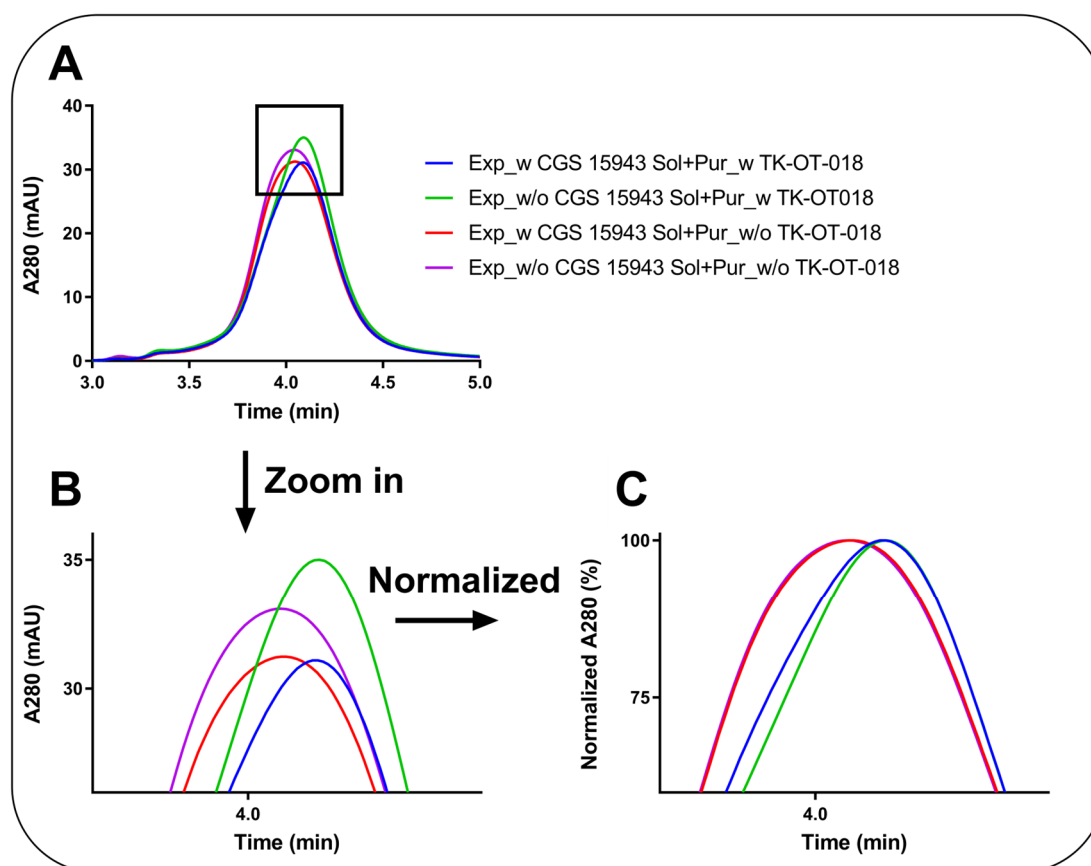 A
40
30
20
10
0
A280 (mAU)
3.0 3.5 4.0 4.5 5.0
Time (min)
Exp_w CGS 15943 Sol+Pur_w TK-OT-018
Exp_w/o CGS 15943 Sol+Pur_w TK-OT018
Exp_w CGS 15943 Sol+Pur_w/o TK-OT-018
Exp_w/o CGS 15943 Sol+Pur_w/o TK-OT-018
Zoom in
B
35
30
A280 (mAU)
4.0
Time (min)
Normalized
C
100
75
Normalized A280 (%)
4.0
Time (min)